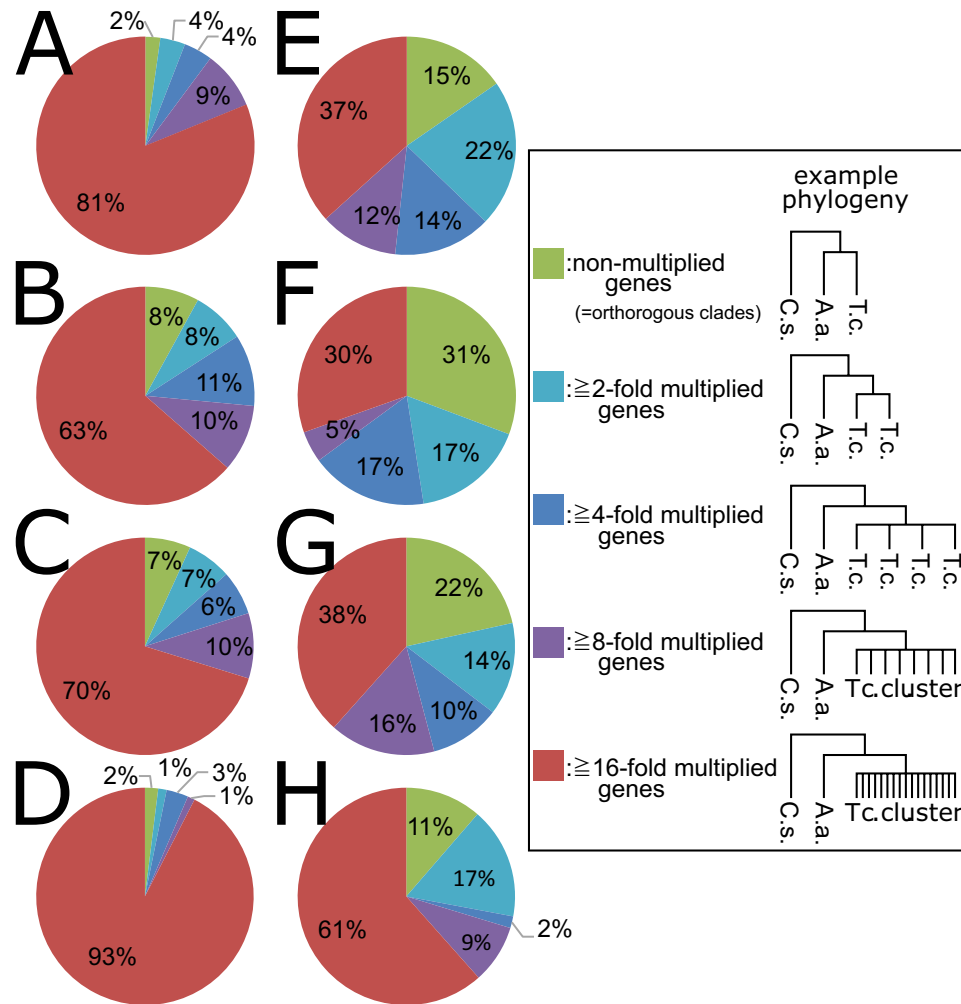 A
2%
4%
4%
9%
81%
E
15%
22%
14%
12%
37%
B
8%
8%
11%
10%
63%
F
31%
17%
17%
5%
30%
C
7%
7%
6%
10%
70%
G
22%
14%
10%
16%
38%
D
2%
1%
3%
1%
93%
H
11%
17%
2%
9%
61%
example
phylogeny
:non-multiplied
genes
(=orthorogous clades)
C.s.
A.a.
T.c.
:≧2-fold multiplied
genes
C.s.
A.a.
T.c.
T.c.
:≧4-fold multiplied
genes
C.s.
A.a.
T.c.
T.c.
T.c.
T.c.
:≧8-fold multiplied
genes
C.s.
A.a.
Tc.cluster
:≧16-fold multiplied
genes
C.s.
A.a.
Tc.cluster